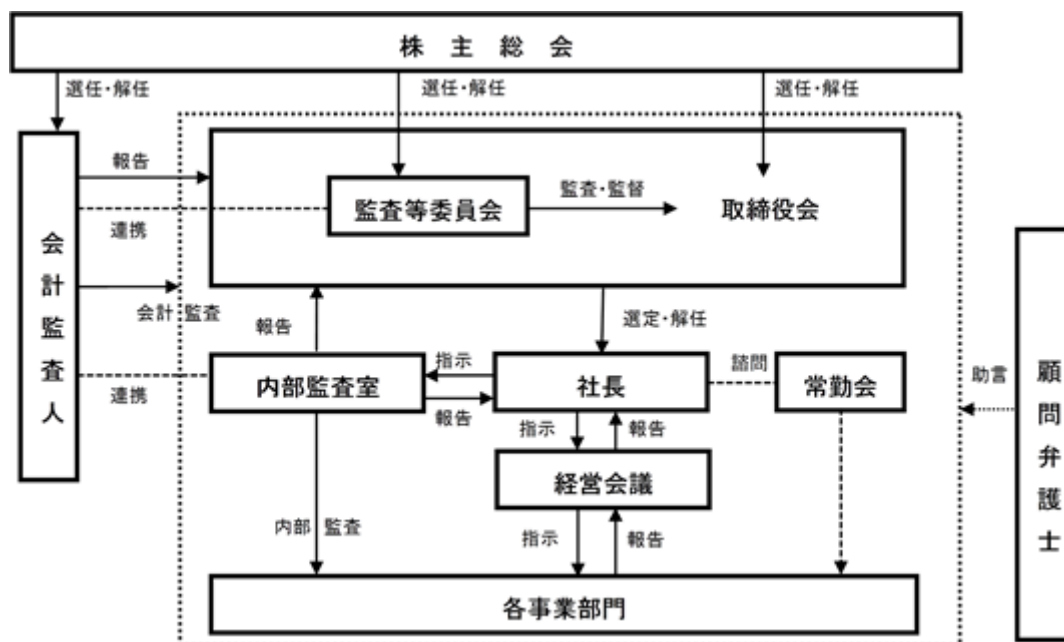 株主総会
選任・解任
選任・解任
選任・解任
報告
監査等委員会
監査・監督
取締役会
連携
会計監査人
会計監査
報告
選定・解任
内部監査室
指示
報告
社長
諮問
常勤会
助言
顧問弁護士
連携
指示
報告
経営会議
内部監査
指示
報告
各事業部門